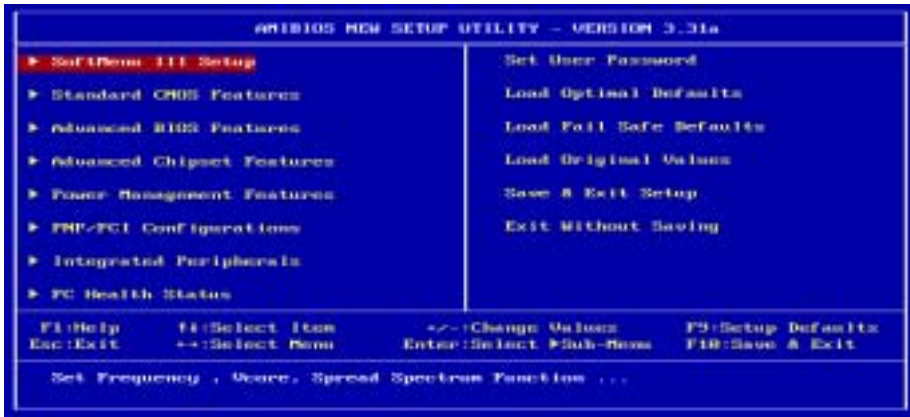 AMIBIOS NEW SETUP UTILITY - VERSION 3.31a
► SoftMenu III Setup
► Standard CMOS Features
► Advanced BIOS Features
► Advanced Chipset Features
► Power Management Features
► PNP/PCI Configurations
► Integrated Peripherals
► PC Health Status
Set User Password
Load Optimal Defaults
Load Fail Safe Defaults
Load Original Values
Save & Exit Setup
Exit Without Saving
F1:Help ↑↓:Select Item +/-:Change Values F9:Setup Defaults
Esc:Exit ←→:Select Menu Enter:Select ►Sub-Menu F10:Save & Exit
Set Frequency , Vcore, Spread Spectrum Function ...